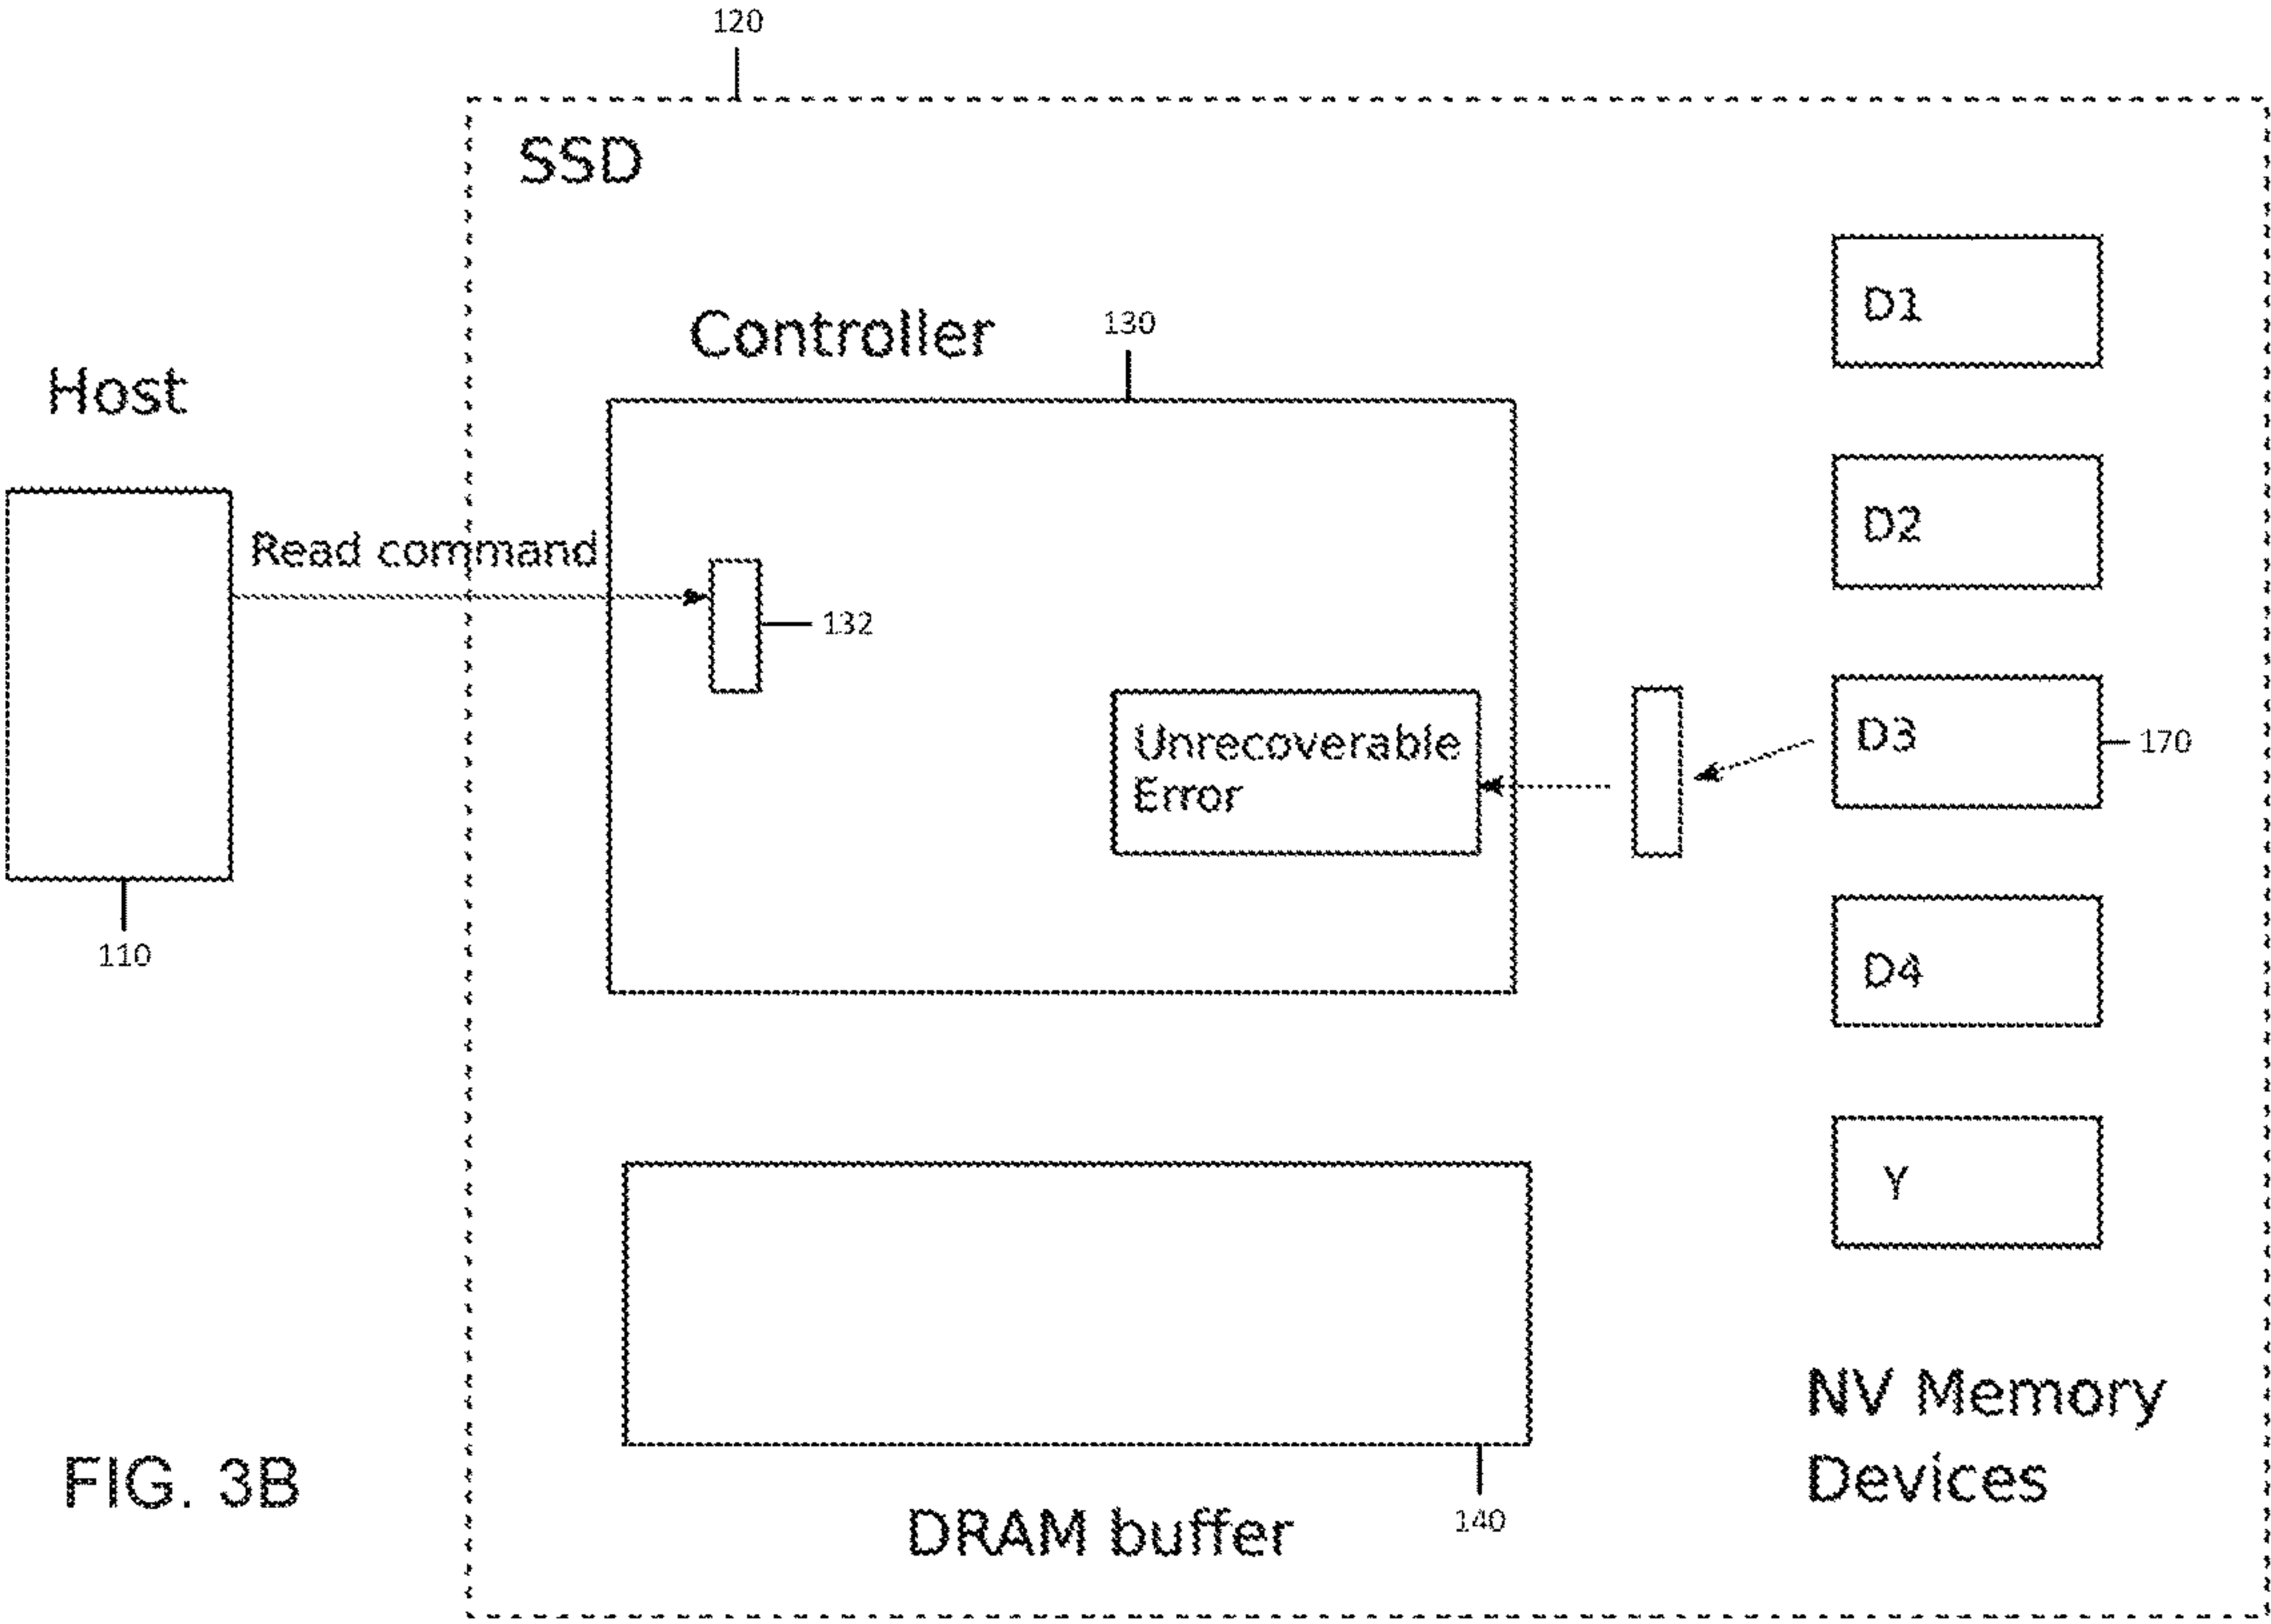 120
SSD
D1
Controller
130
Host
D2
Read command
132
D3
170
Unrecoverable
Error
110
D4
Y
NV Memory
Devices
FIG. 3B
DRAM buffer
140